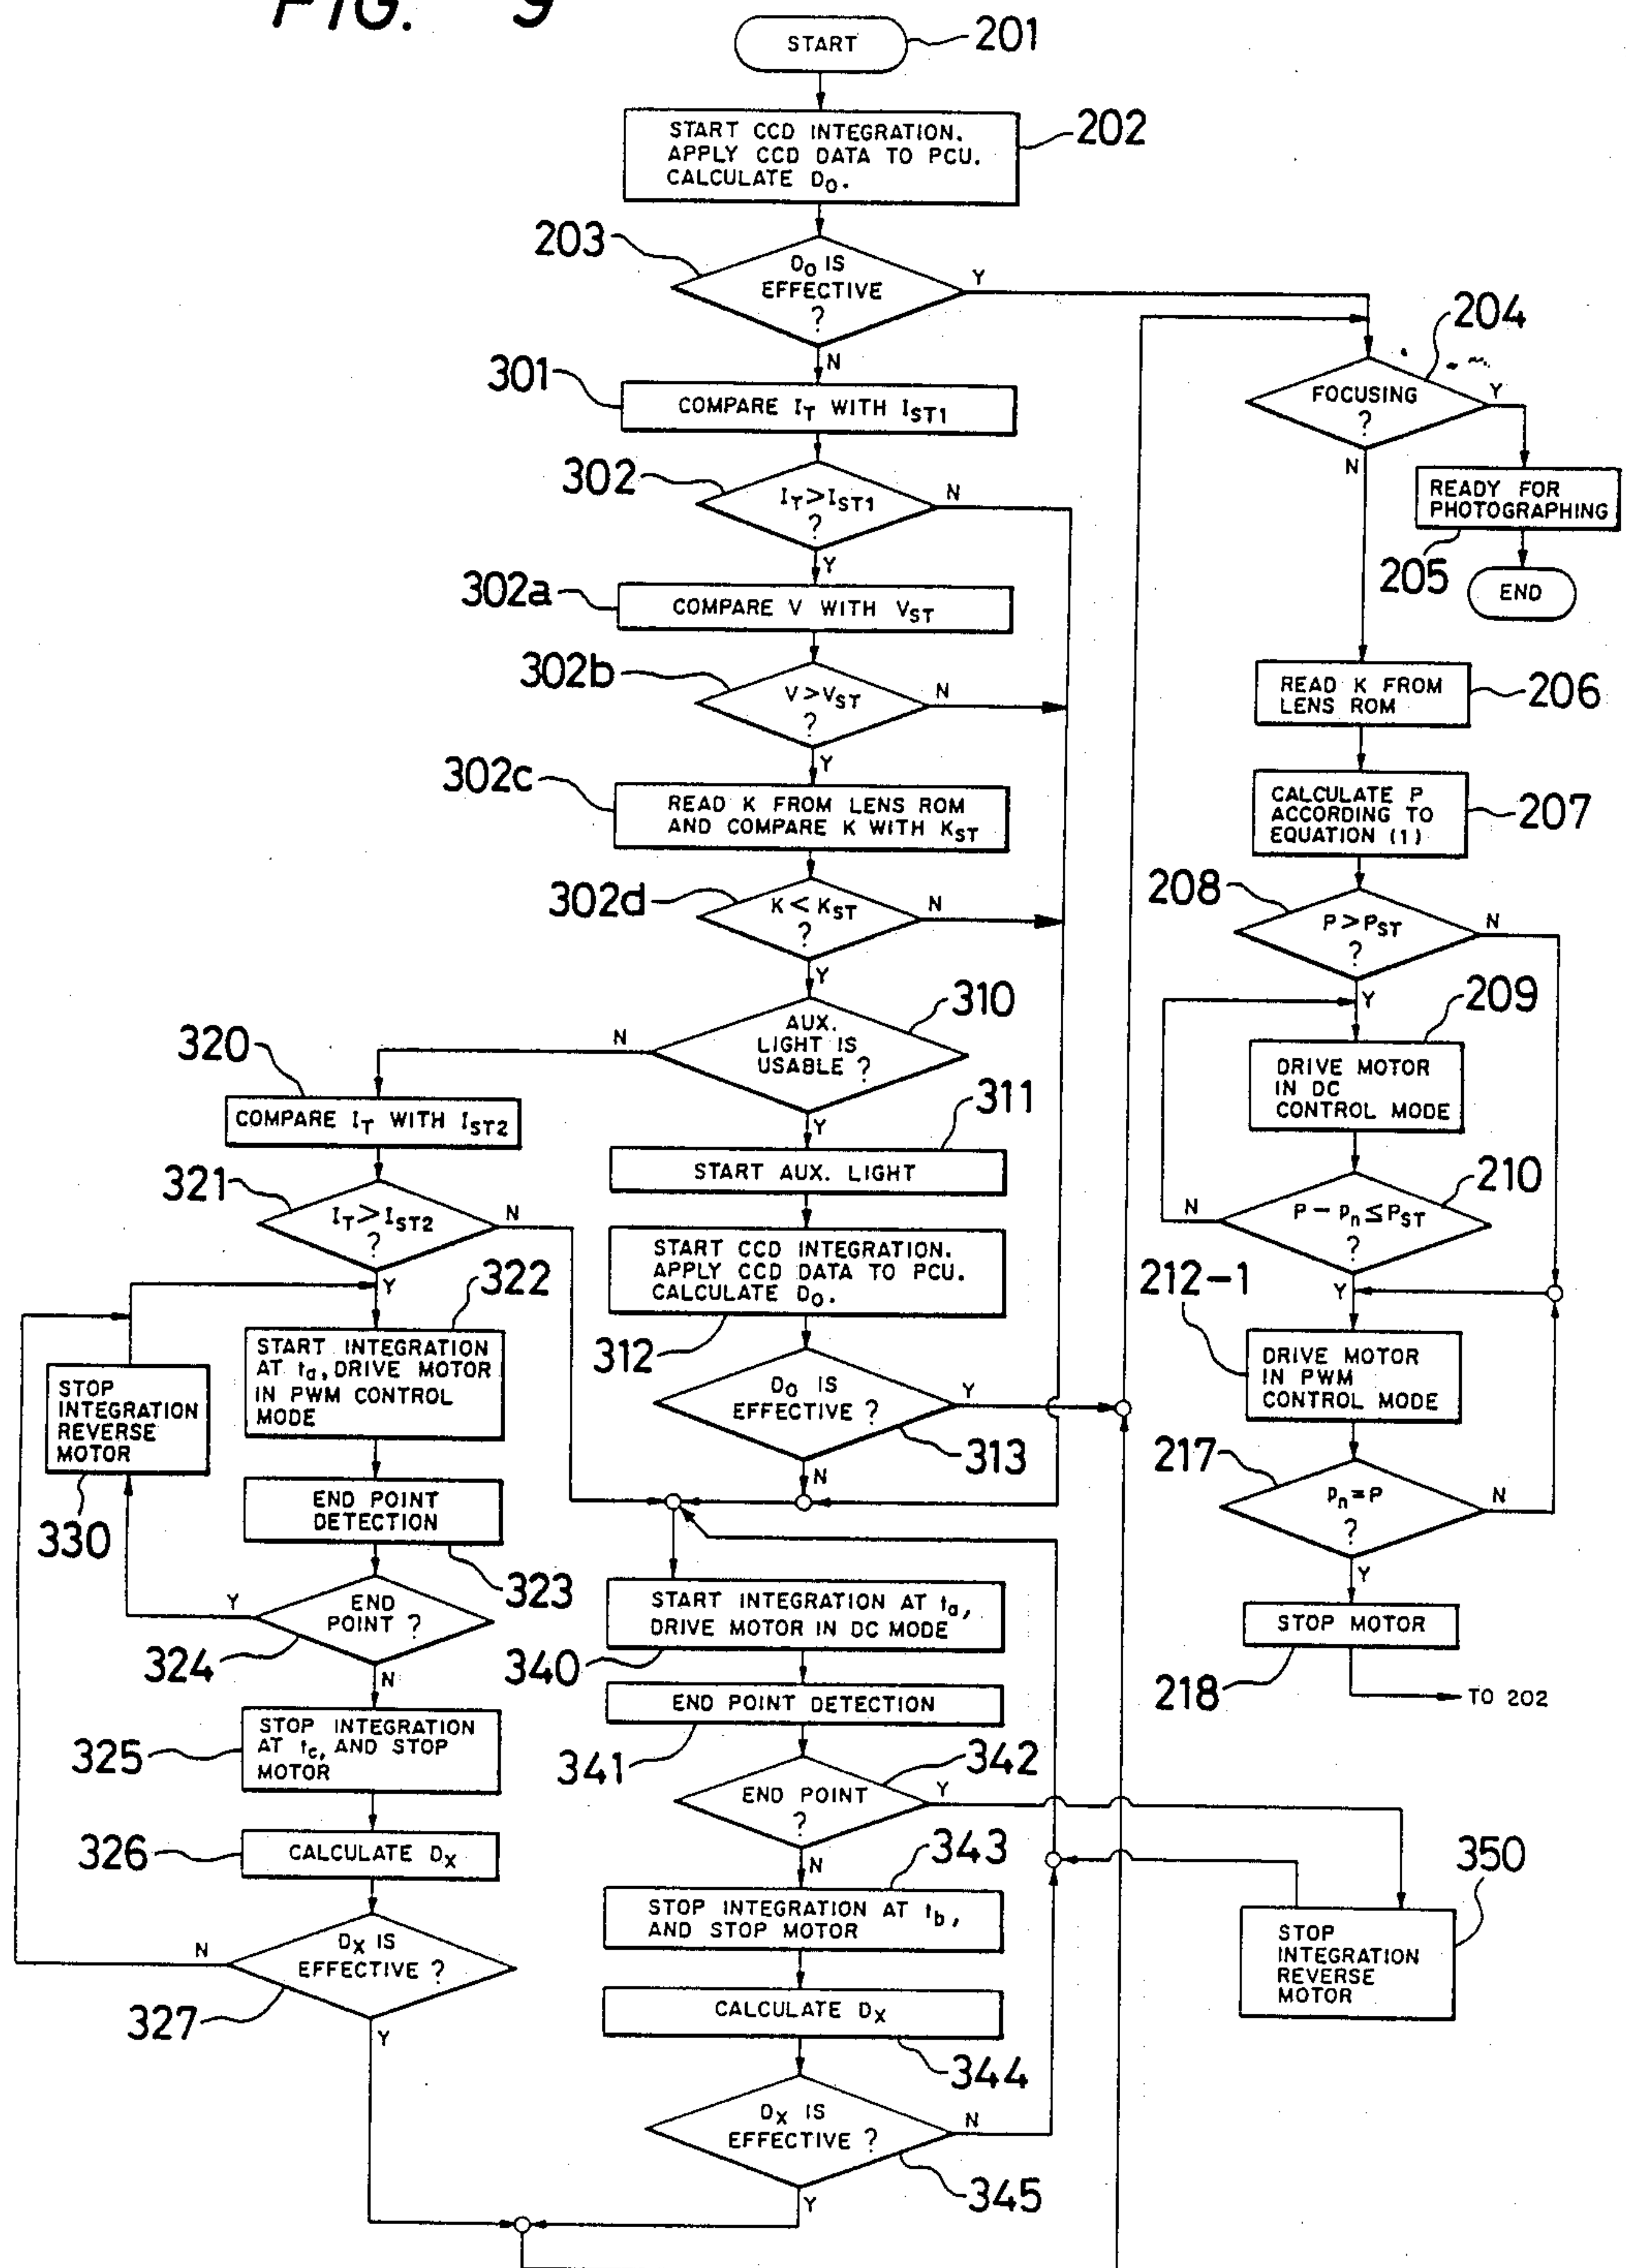 FIG. 9
START
201
START CCD INTEGRATION.
APPLY CCD DATA TO PCU.
CALCULATE D0.
202
203
D0 IS
EFFECTIVE
?
Y
N
204
FOCUSING
?
Y
N
READY FOR
PHOTOGRAPHING
205
END
301
COMPARE IT WITH IST1
302
IT>IST1
?
N
Y
302a
COMPARE V WITH VST
302b
V>VST
?
N
Y
302c
READ K FROM LENS ROM
AND COMPARE K WITH KST
302d
K<KST
?
N
Y
206
READ K FROM
LENS ROM
207
CALCULATE P
ACCORDING TO
EQUATION (1)
208
P>PST
?
N
Y
209
DRIVE MOTOR
IN DC
CONTROL MODE
210
P-pn≤PST
?
N
Y
212-1
DRIVE MOTOR
IN PWM
CONTROL MODE
217
pn=P
?
N
Y
STOP MOTOR
218
TO 202
310
AUX.
LIGHT IS
USABLE ?
N
Y
311
START AUX. LIGHT
START CCD INTEGRATION.
APPLY CCD DATA TO PCU.
CALCULATE D0.
312
D0 IS
EFFECTIVE ?
Y
N
313
320
COMPARE IT WITH IST2
321
IT>IST2
?
N
Y
322
START INTEGRATION
AT ta, DRIVE MOTOR
IN PWM CONTROL
MODE
STOP
INTEGRATION
REVERSE
MOTOR
330
END POINT
DETECTION
323
Y
END
POINT ?
324
N
STOP INTEGRATION
AT tc, AND STOP
MOTOR
325
CALCULATE DX
326
DX IS
EFFECTIVE ?
N
327
Y
START INTEGRATION AT ta,
DRIVE MOTOR IN DC MODE
340
END POINT DETECTION
341
342
END POINT
?
Y
N
343
STOP INTEGRATION AT tb,
AND STOP MOTOR
CALCULATE DX
344
DX IS
EFFECTIVE ?
N
345
Y
350
STOP
INTEGRATION
REVERSE
MOTOR